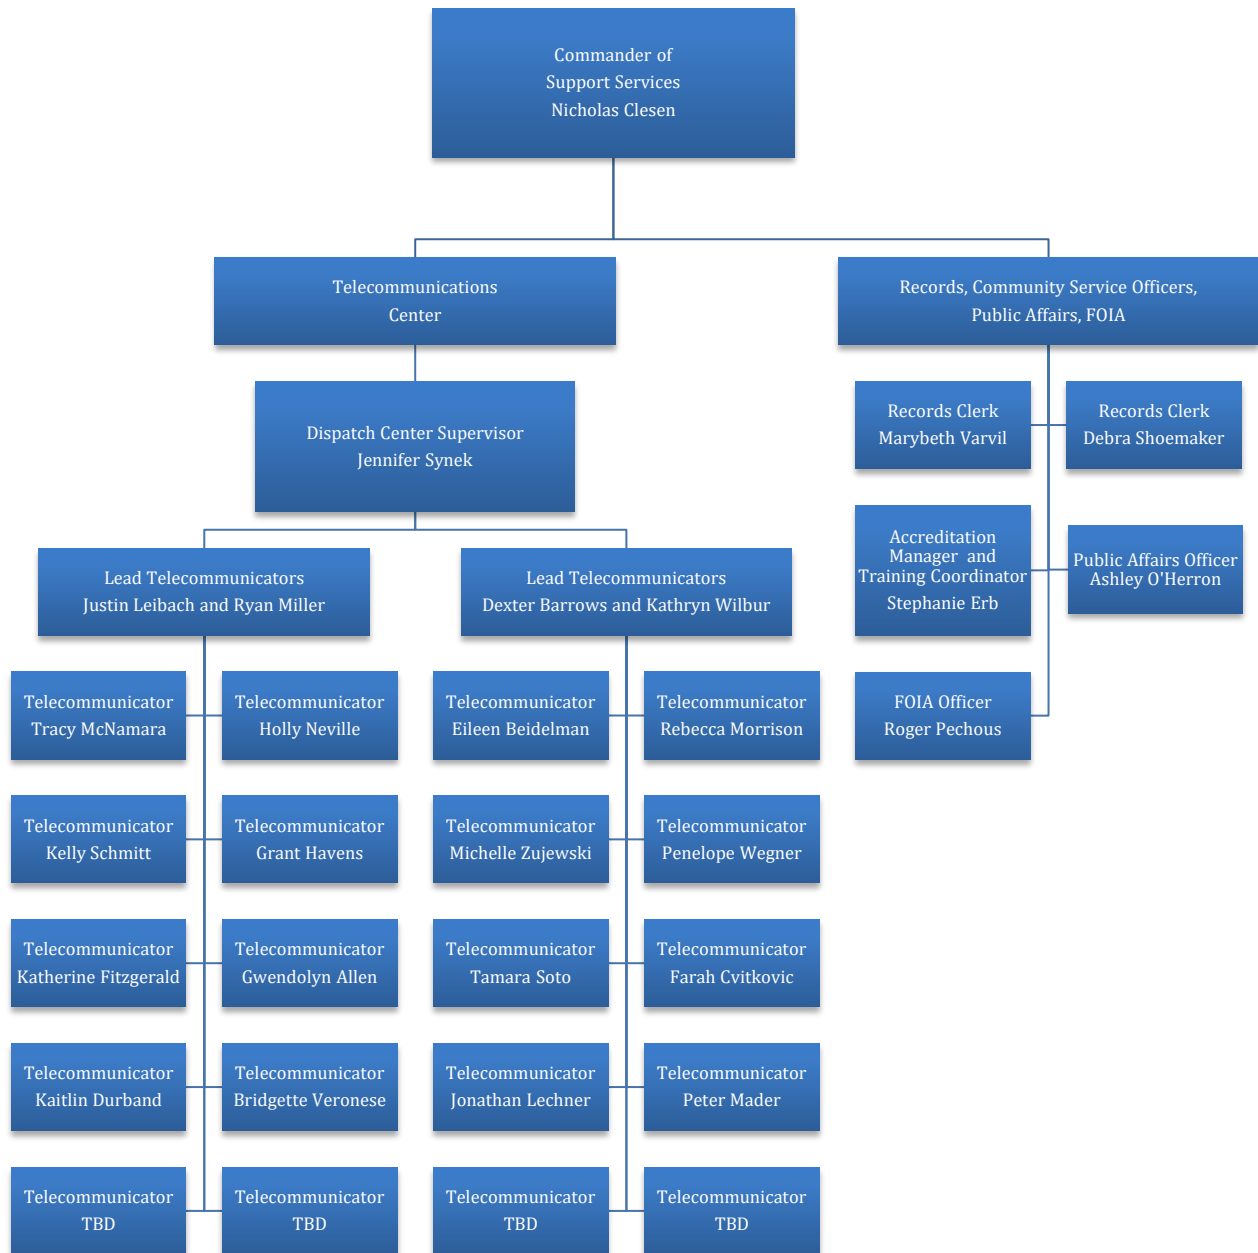 Commander of
Support Services
Nicholas Clesen
Telecommunications
Center
Records, Community Service Officers,
Public Affairs, FOIA
Dispatch Center Supervisor
Jennifer Synek
Records Clerk
Marybeth Varvil
Records Clerk
Debra Shoemaker
Accreditation
Manager and
Training Coordinator
Stephanie Erb
Public Affairs Officer
Ashley O'Herron
FOIA Officer
Roger Pechous
Lead Telecommunicators
Justin Leibach and Ryan Miller
Lead Telecommunicators
Dexter Barrows and Kathryn Wilbur
Telecommunicator
Tracy McNamara
Telecommunicator
Holly Neville
Telecommunicator
Eileen Beidelman
Telecommunicator
Rebecca Morrison
Telecommunicator
Kelly Schmitt
Telecommunicator
Grant Havens
Telecommunicator
Michelle Zujewski
Telecommunicator
Penelope Wegner
Telecommunicator
Katherine Fitzgerald
Telecommunicator
Gwendolyn Allen
Telecommunicator
Tamara Soto
Telecommunicator
Farah Cvitkovic
Telecommunicator
Kaitlin Durband
Telecommunicator
Bridgette Veronese
Telecommunicator
Jonathan Lechner
Telecommunicator
Peter Mader
Telecommunicator
TBD
Telecommunicator
TBD
Telecommunicator
TBD
Telecommunicator
TBD